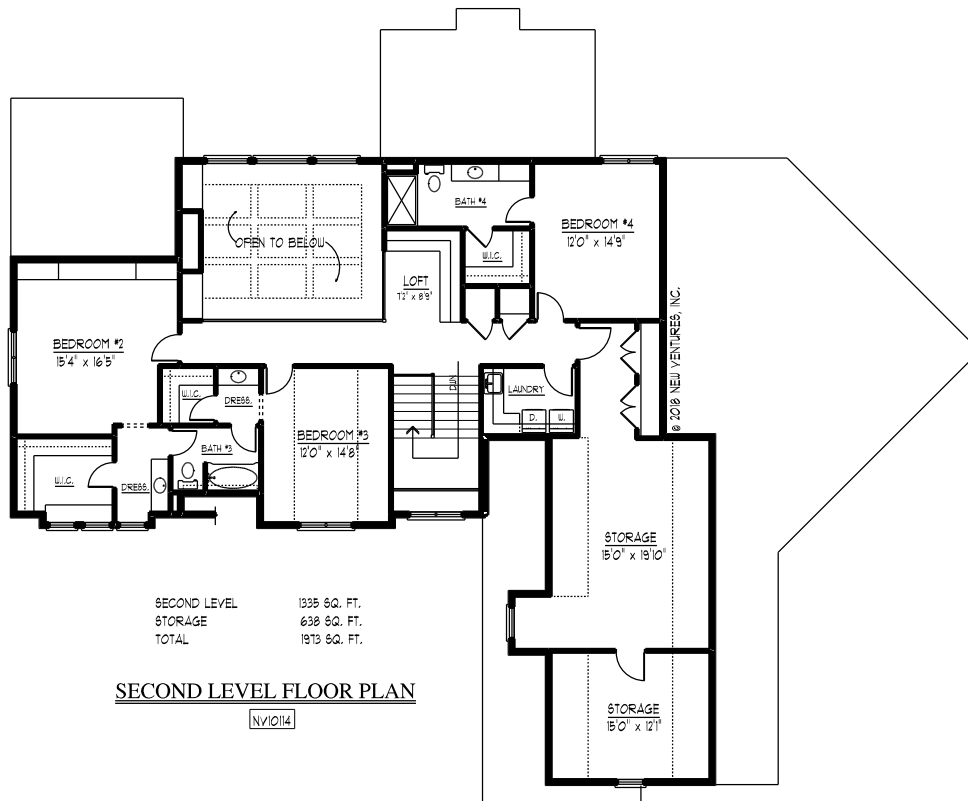 BATH #4
BEDROOM #4
12'0" x 14'9"
OPEN TO BELOW
W.I.C.
LOFT
7'2" x 8'9"
© 2018 NEW VENTURES, INC.
BEDROOM #2
15'4" x 16'5"
DWN
LAUNDRY
W.I.C.
DRESS.
D.
W.
BEDROOM #3
12'0" x 14'8"
BATH #3
W.I.C.
DRESS.
STORAGE
15'0" x 19'10"
SECOND LEVEL 1335 SQ. FT.
STORAGE 638 SQ. FT.
TOTAL 1973 SQ. FT.
SECOND LEVEL FLOOR PLAN
NV10114
STORAGE
15'0" x 12'1"